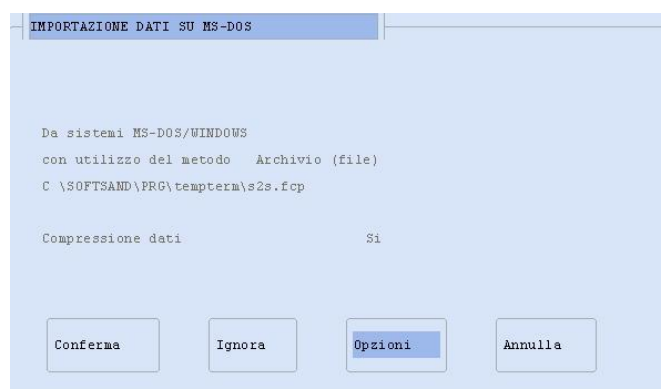 IMPORTAZIONE DATI SU MS-DOS
Da sistemi MS-DOS/WINDOWS
con utilizzo del metodo Archivio (file)
C \SOFTSAND\PRG\tempterm\s2s.fcp
Compressione dati Si
Conferma Ignora Opzioni Annulla